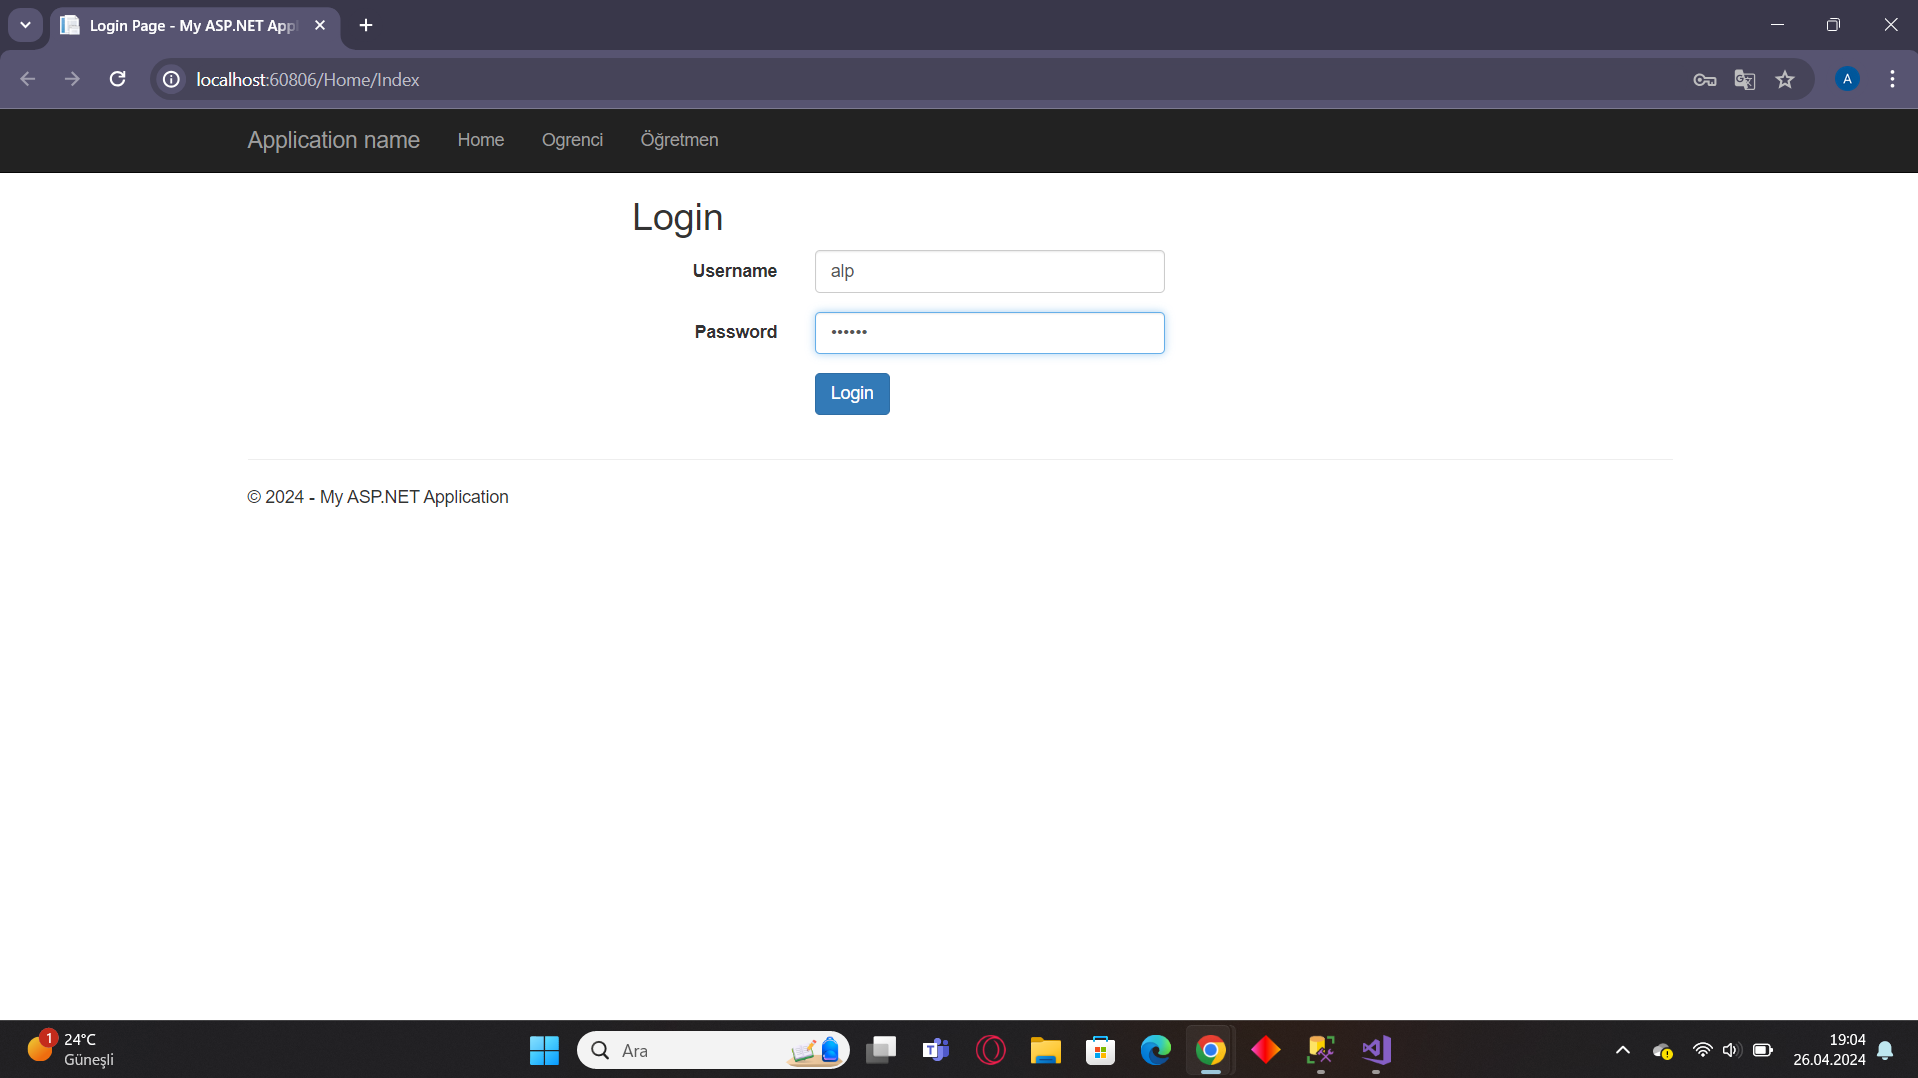 Login Page - My ASP.NET Appl
localhost:60806/Home/Index
A
Application name Home Ogrenci Öğretmen
Login
Username alp
Password ••••••
Login
© 2024 - My ASP.NET Application
1
24°C
Güneşli
Ara
19:04
26.04.2024